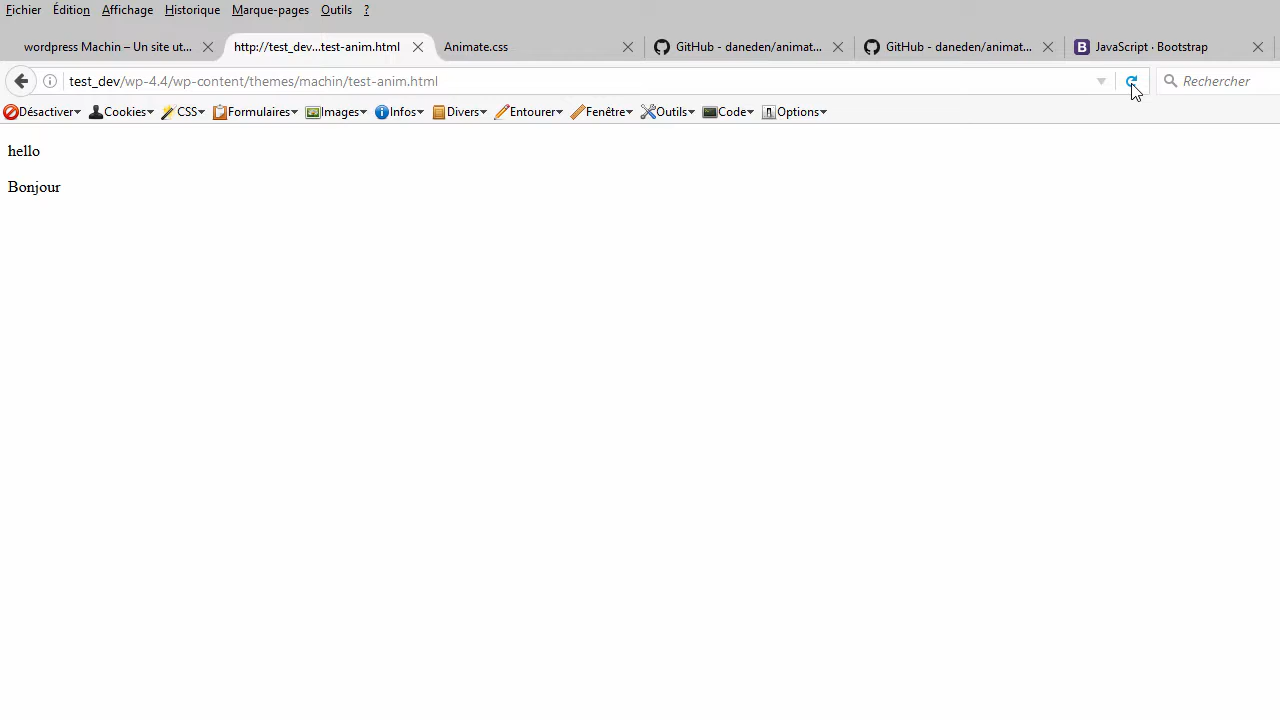 Fichier Édition Affichage Historique Marque-pages Outils ?
wordpress Machin – Un site ut... http://test_dev...test-anim.html Animate.css GitHub - daneden/animat... GitHub - daneden/animat... B JavaScript · Bootstrap
test_dev/wp-4.4/wp-content/themes/machin/test-anim.html Rechercher
Désactiver Cookies CSS Formulaires Images Infos Divers Entourer Fenêtre Outils Code Options
hello
Bonjour